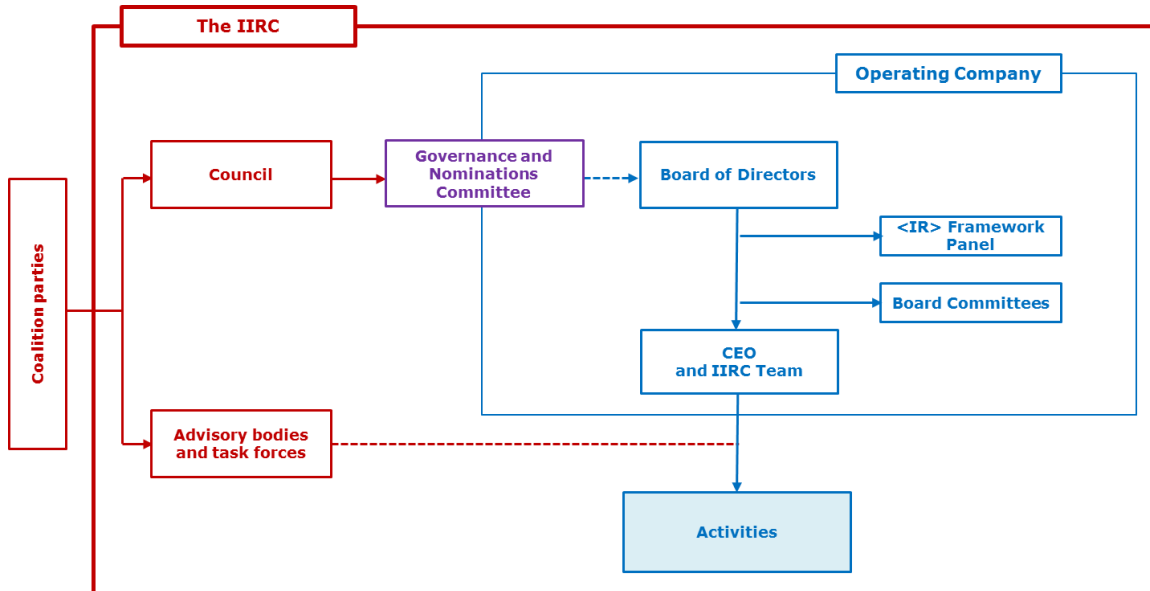 The IIRC
Operating Company
Coalition parties
Council
Governance and
Nominations
Committee
Board of Directors
<IR> Framework
Panel
Board Committees
CEO
and IIRC Team
Advisory bodies
and task forces
Activities